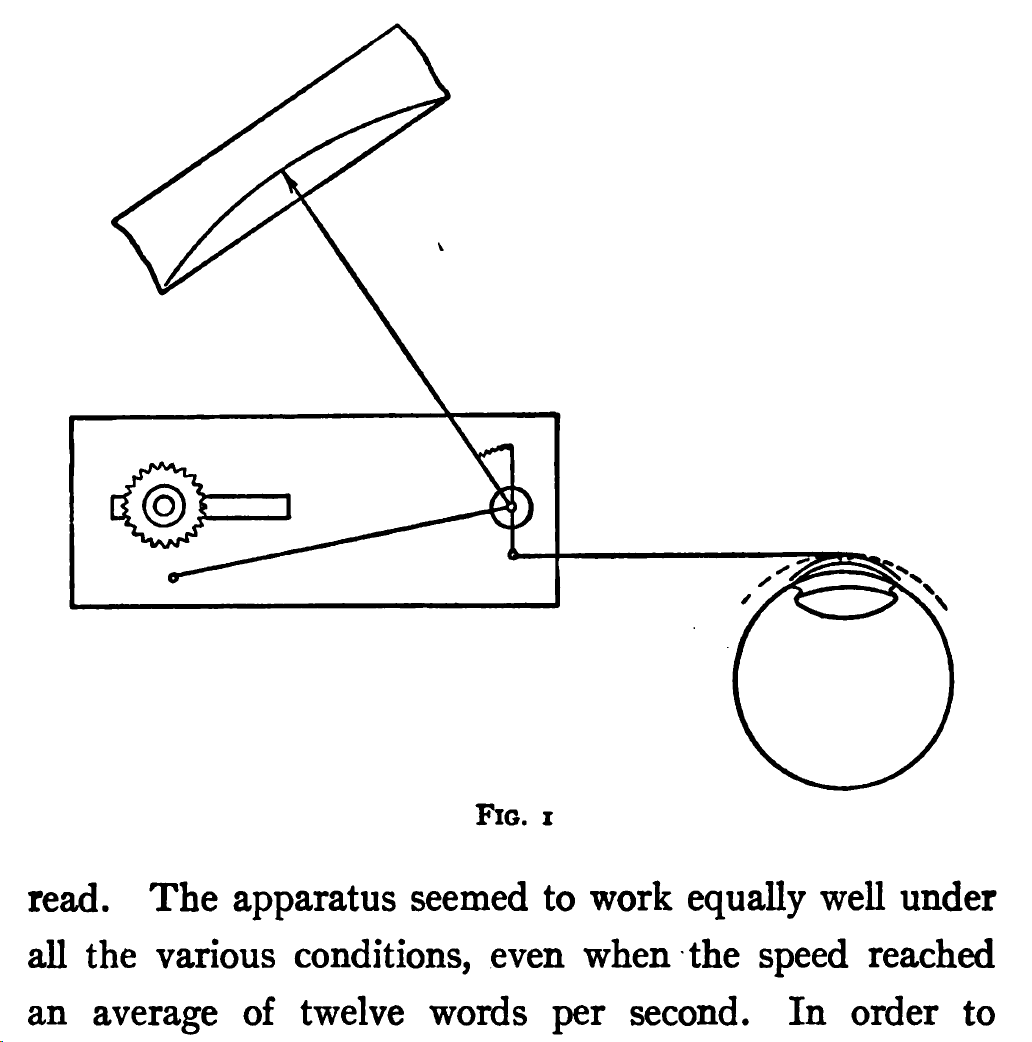 FIG. 1
read. The apparatus seemed to work equally well under
all the various conditions, even when the speed reached
an average of twelve words per second. In order to